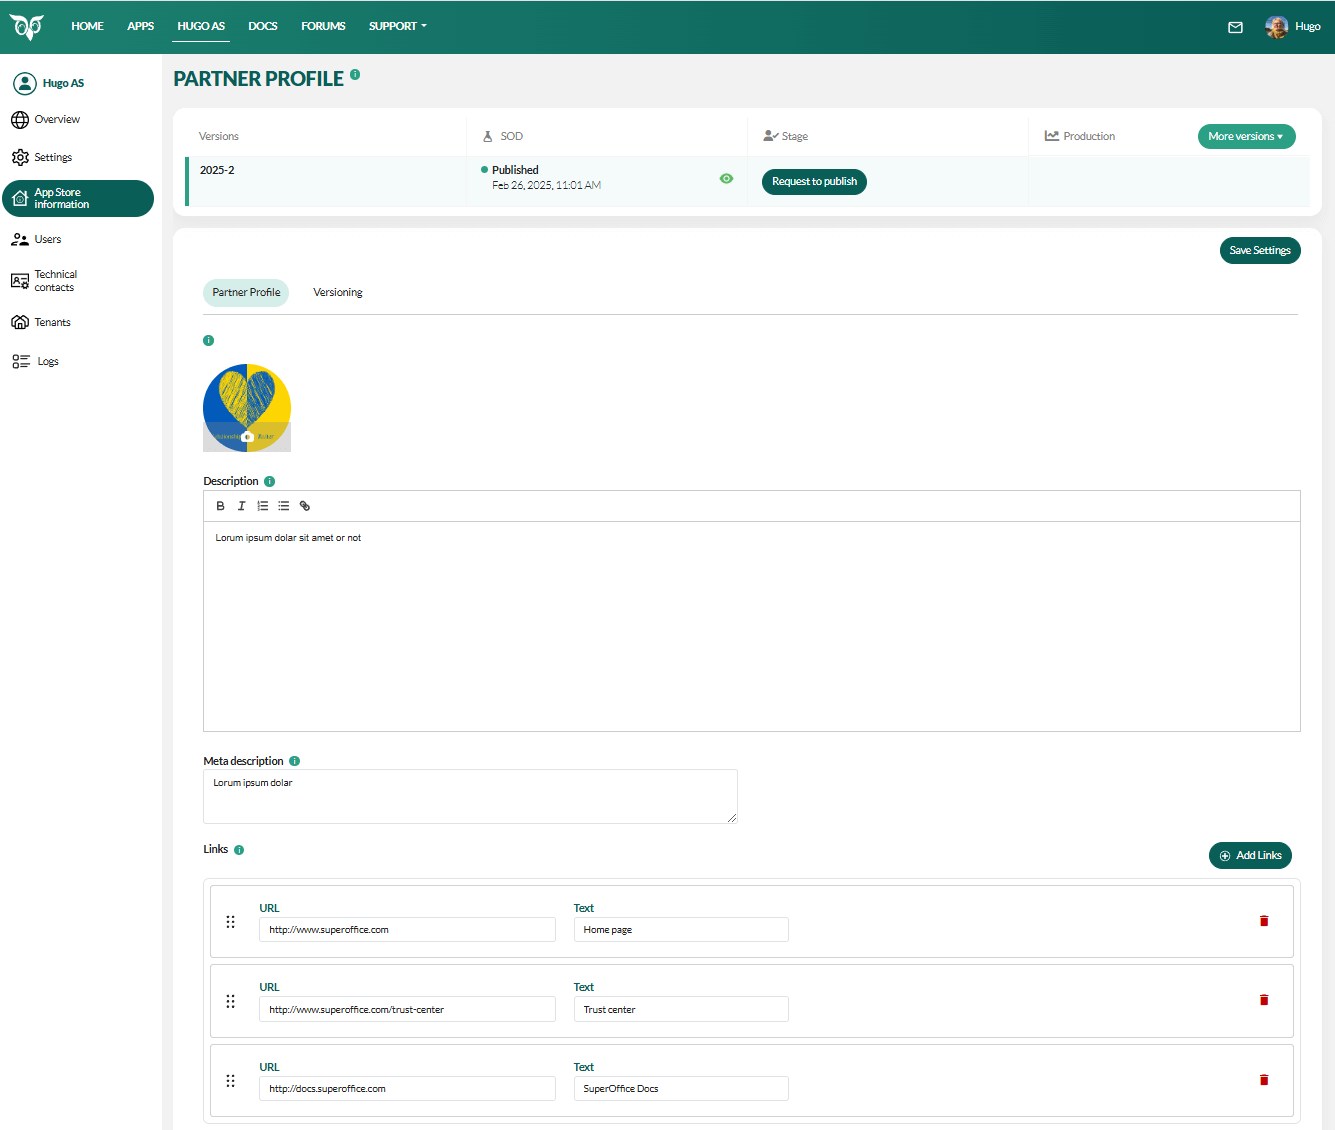 HOME APPS HUGO AS DOCS FORUMS SUPPORT Hugo
Hugo AS
Overview
Settings
App Store
information
Users
Technical
contacts
Tenants
Logs
PARTNER PROFILE
Versions SOD Stage Production More versions
2025-2 Published
Feb 26, 2025, 11:01 AM
Request to publish
Save Settings
Partner Profile Versioning
Description
Lorum ipsum dolar sit amet or not
Meta description
Lorum ipsum dolar
Links
Add Links
URL Text
http://www.superoffice.com Home page
URL Text
http://www.superoffice.com/trust-center Trust center
URL Text
http://docs.superoffice.com SuperOffice Docs